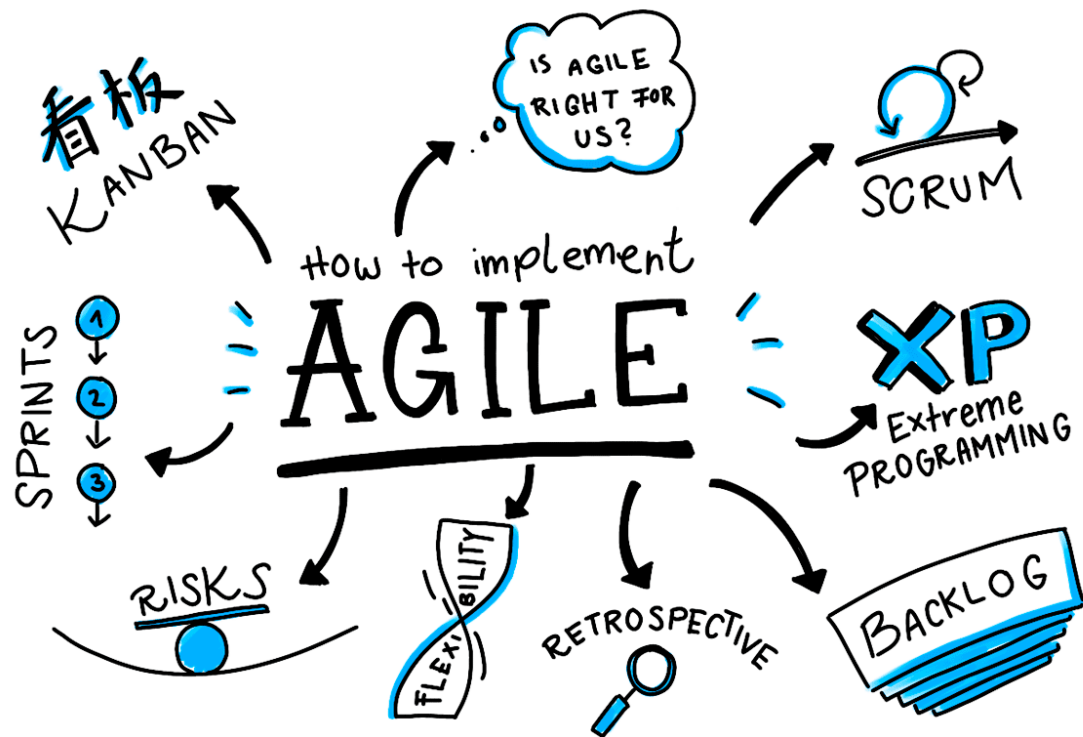 看板
KANBAN
IS AGILE
RIGHT FOR
US?
SCRUM
How to implement
AGILE
SPRINTS
1
2
3
XP
Extreme
PROGRAMMING
RISKS
FLEXIBILITY
RETROSPECTIVE
BACKLOG